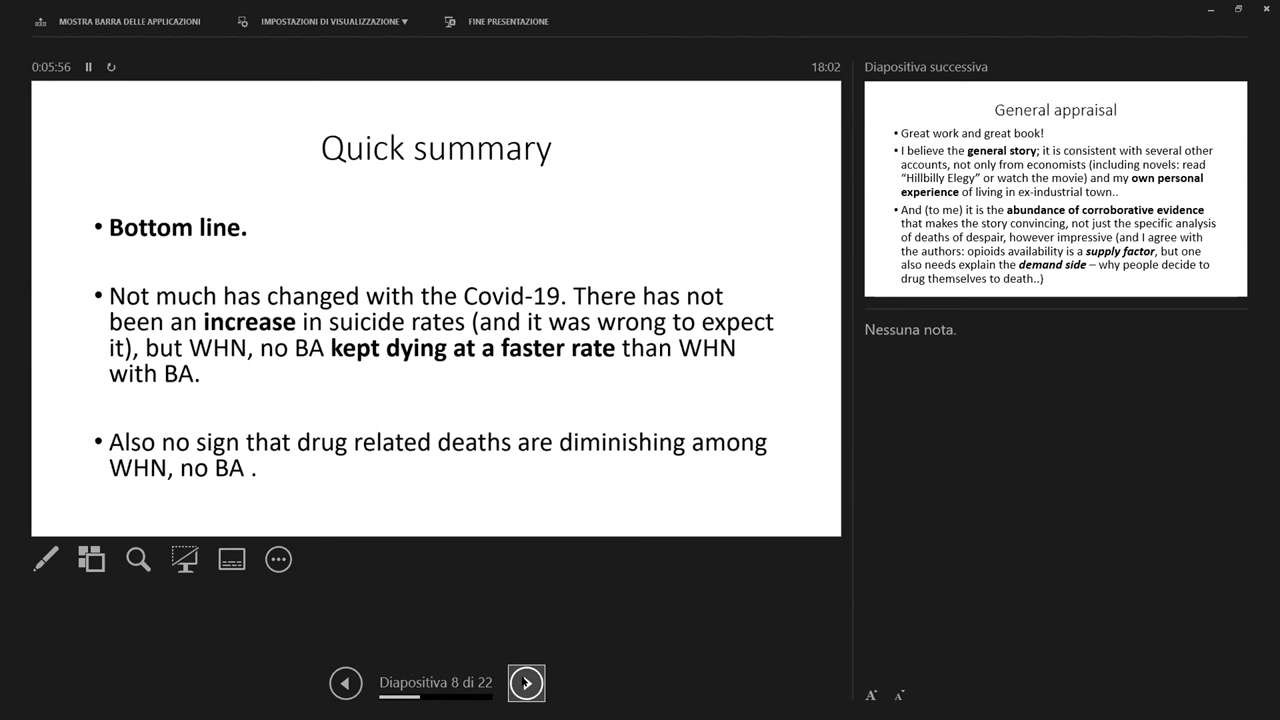 MOSTRA BARRA DELLE APPLICAZIONI
IMPOSTAZIONI DI VISUALIZZAZIONE ▼
FINE PRESENTAZIONE
0:05:56
18:02
Quick summary
• Bottom line.
• Not much has changed with the Covid-19. There has not
been an increase in suicide rates (and it was wrong to expect
it), but WHN, no BA kept dying at a faster rate than WHN
with BA.
• Also no sign that drug related deaths are diminishing among
WHN, no BA .
Diapositiva successiva
General appraisal
• Great work and great book!
• I believe the general story; it is consistent with several other
accounts, not only from economists (including novels: read
“Hillbilly Elegy” or watch the movie) and my own personal
experience of living in ex-industrial town..
• And (to me) it is the abundance of corroborative evidence
that makes the story convincing, not just the specific analysis
of deaths of despair, however impressive (and I agree with
the authors: opioids availability is a supply factor, but one
also needs explain the demand side – why people decide to
drug themselves to death..)
Nessuna nota.
Diapositiva 8 di 22
A A